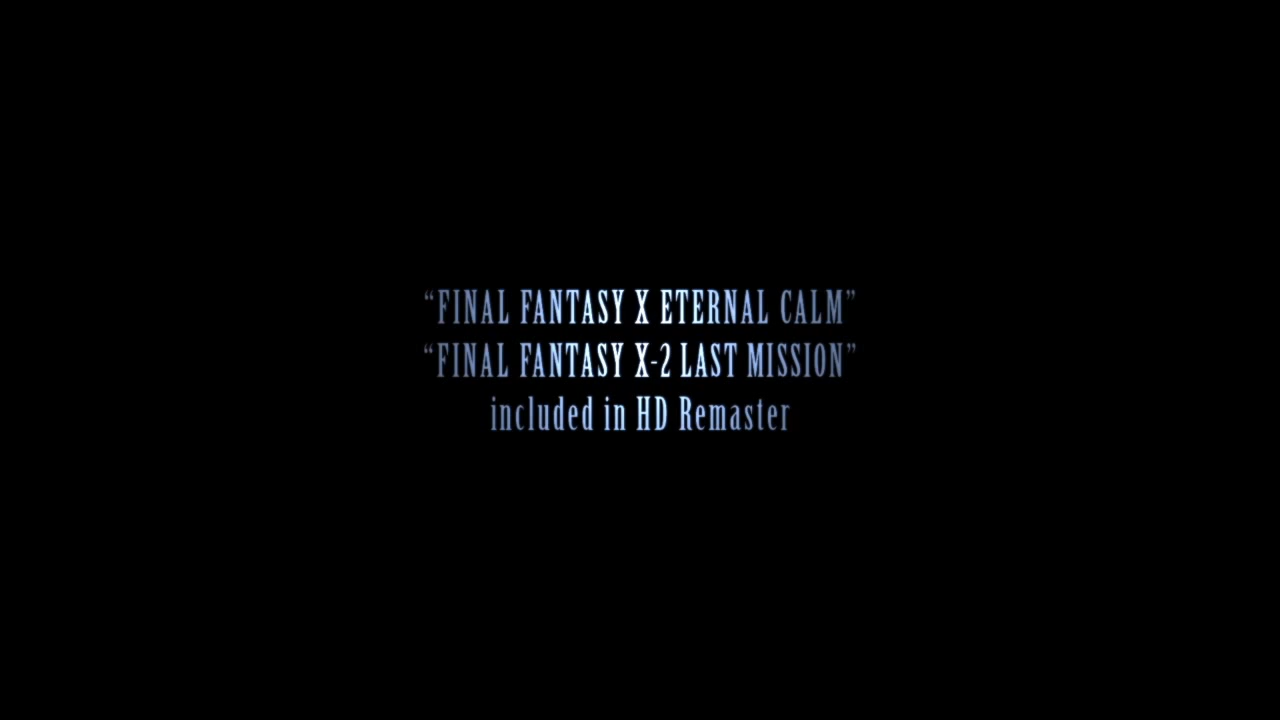 “FINAL FANTASY X ETERNAL CALM”
“FINAL FANTASY X-2 LAST MISSION”
included in HD Remaster